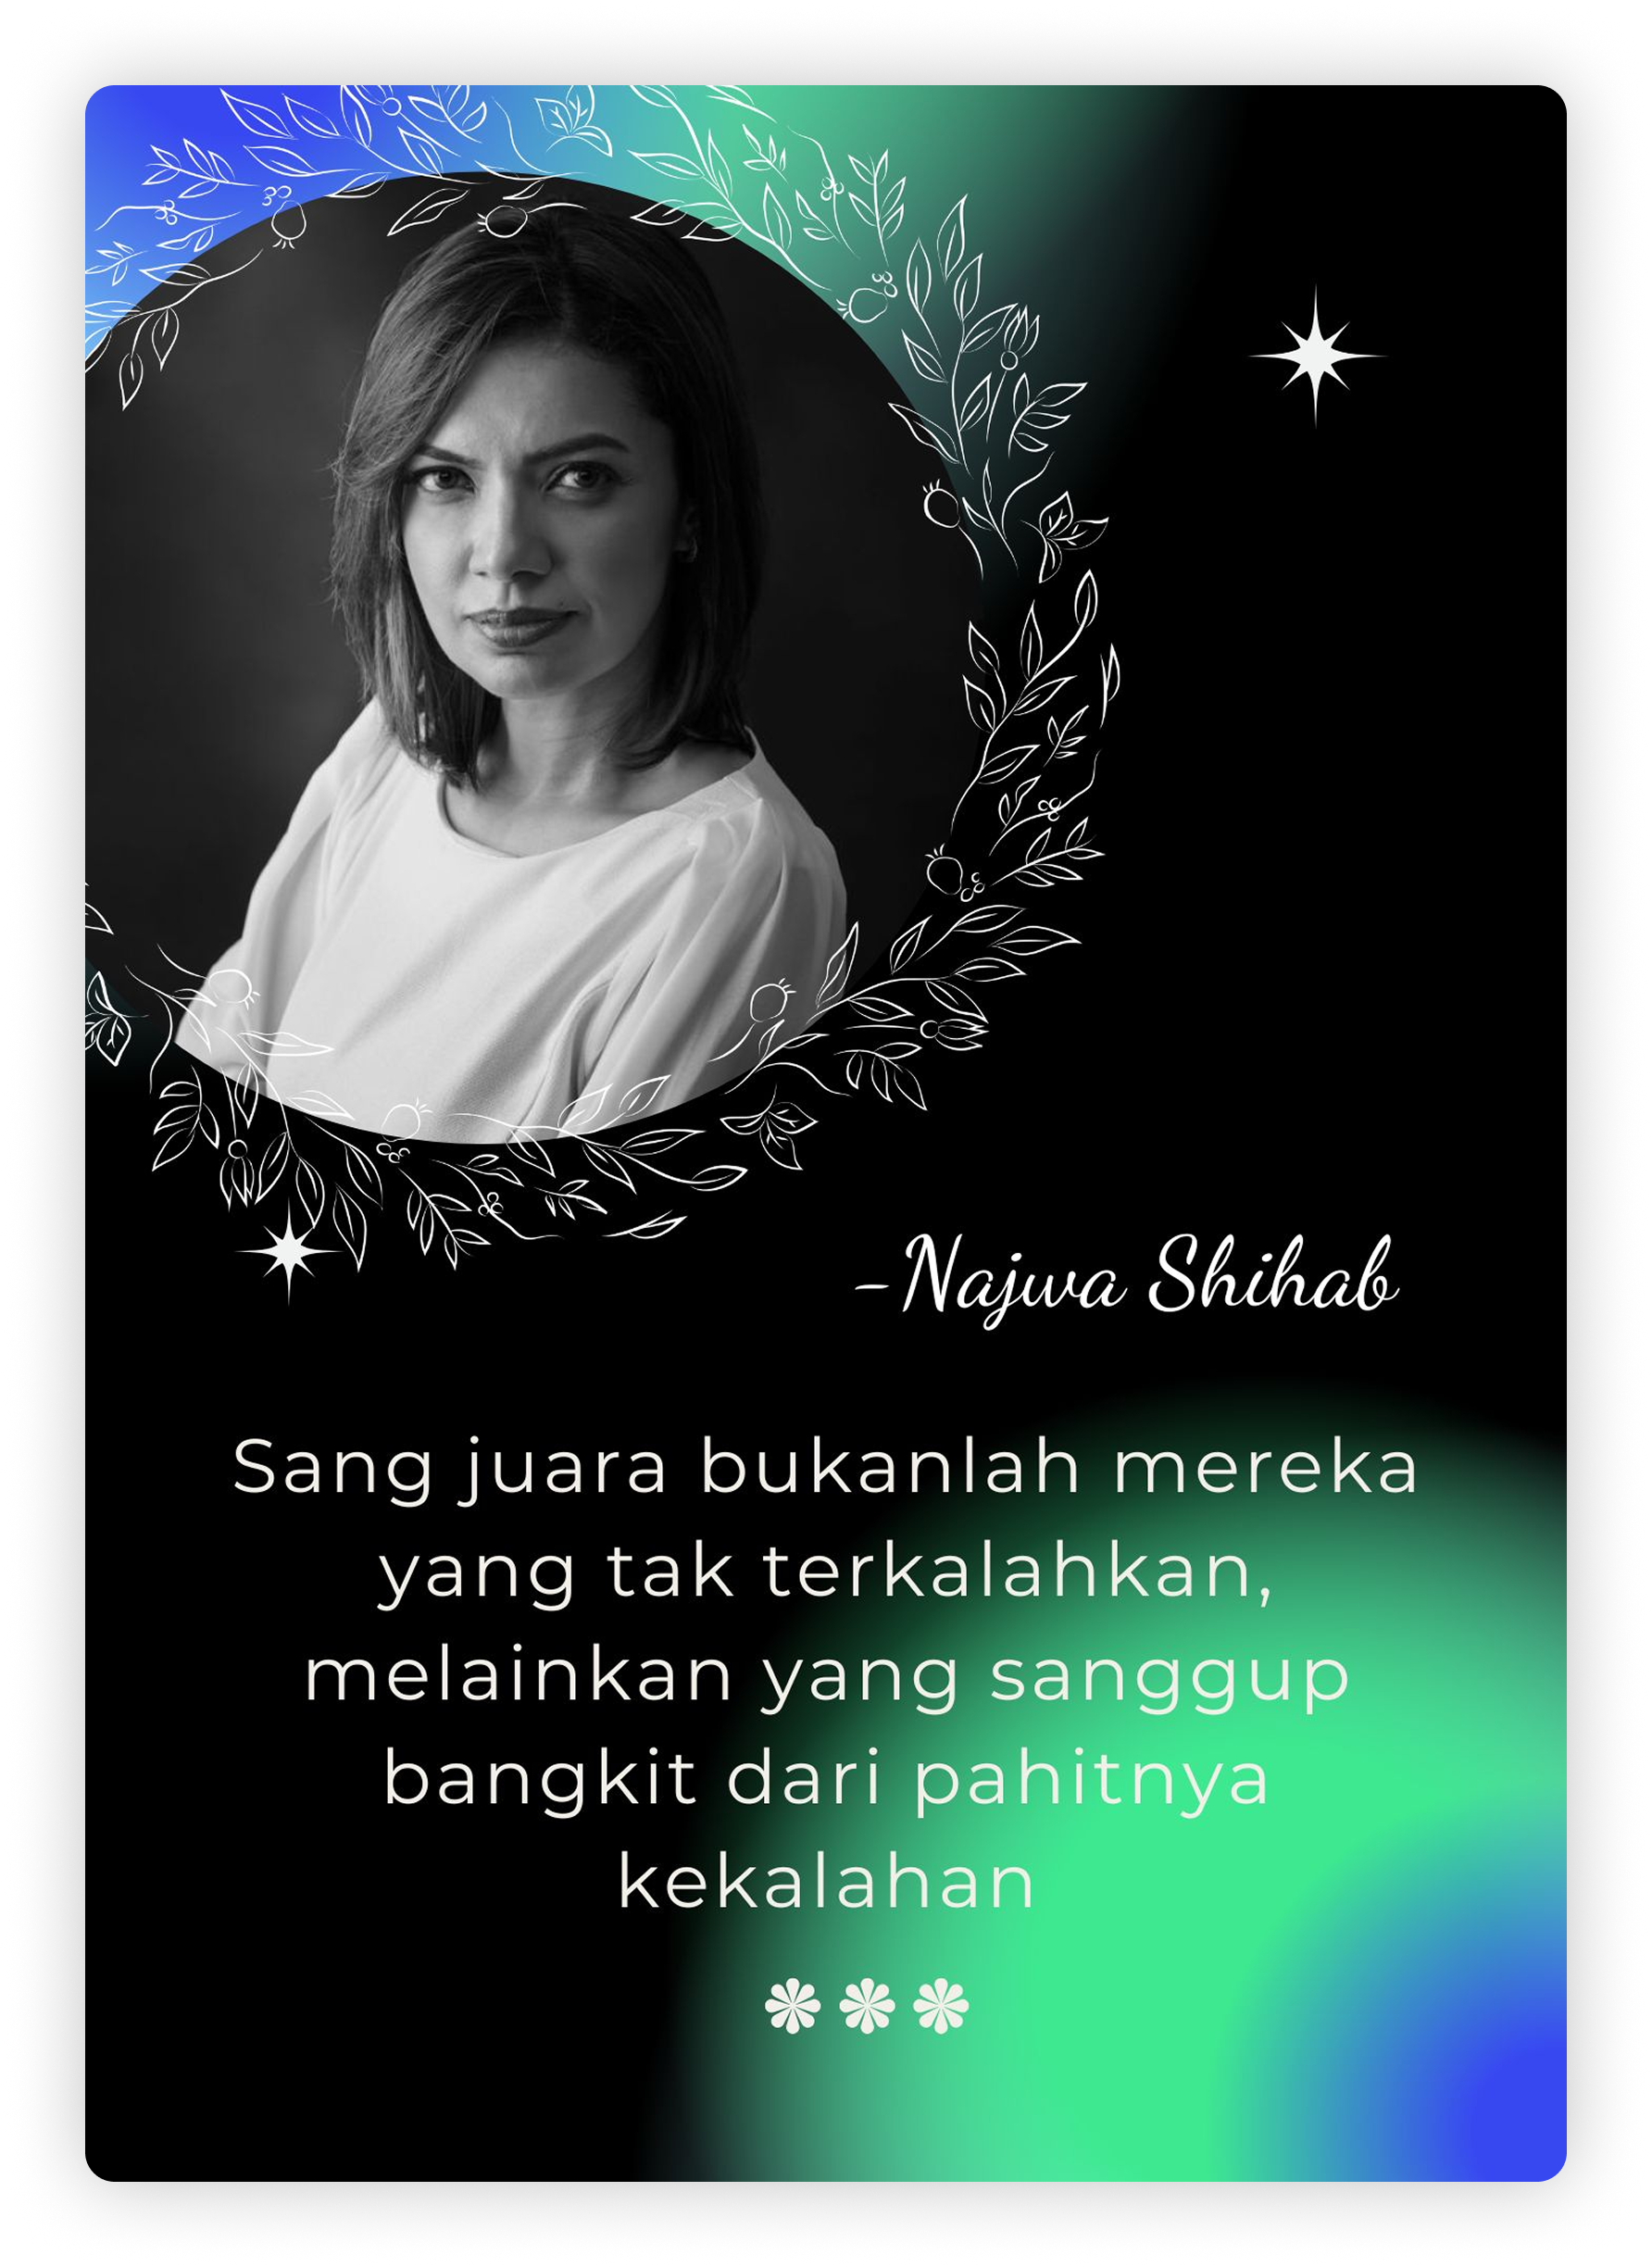 -Najwa Shihab
Sang juara bukanlah mereka
yang tak terkalahkan,
melainkan yang sanggup
bangkit dari pahitnya
kekalahan